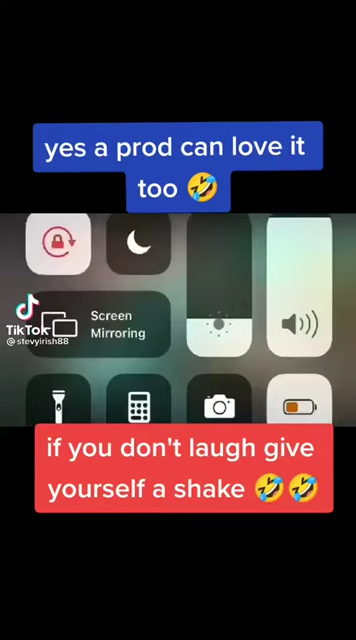 yes a prod can love it
too 🤣
Screen
Mirroring
TikTok
@ stevyirish88
if you don't laugh give
yourself a shake 🤣🤣